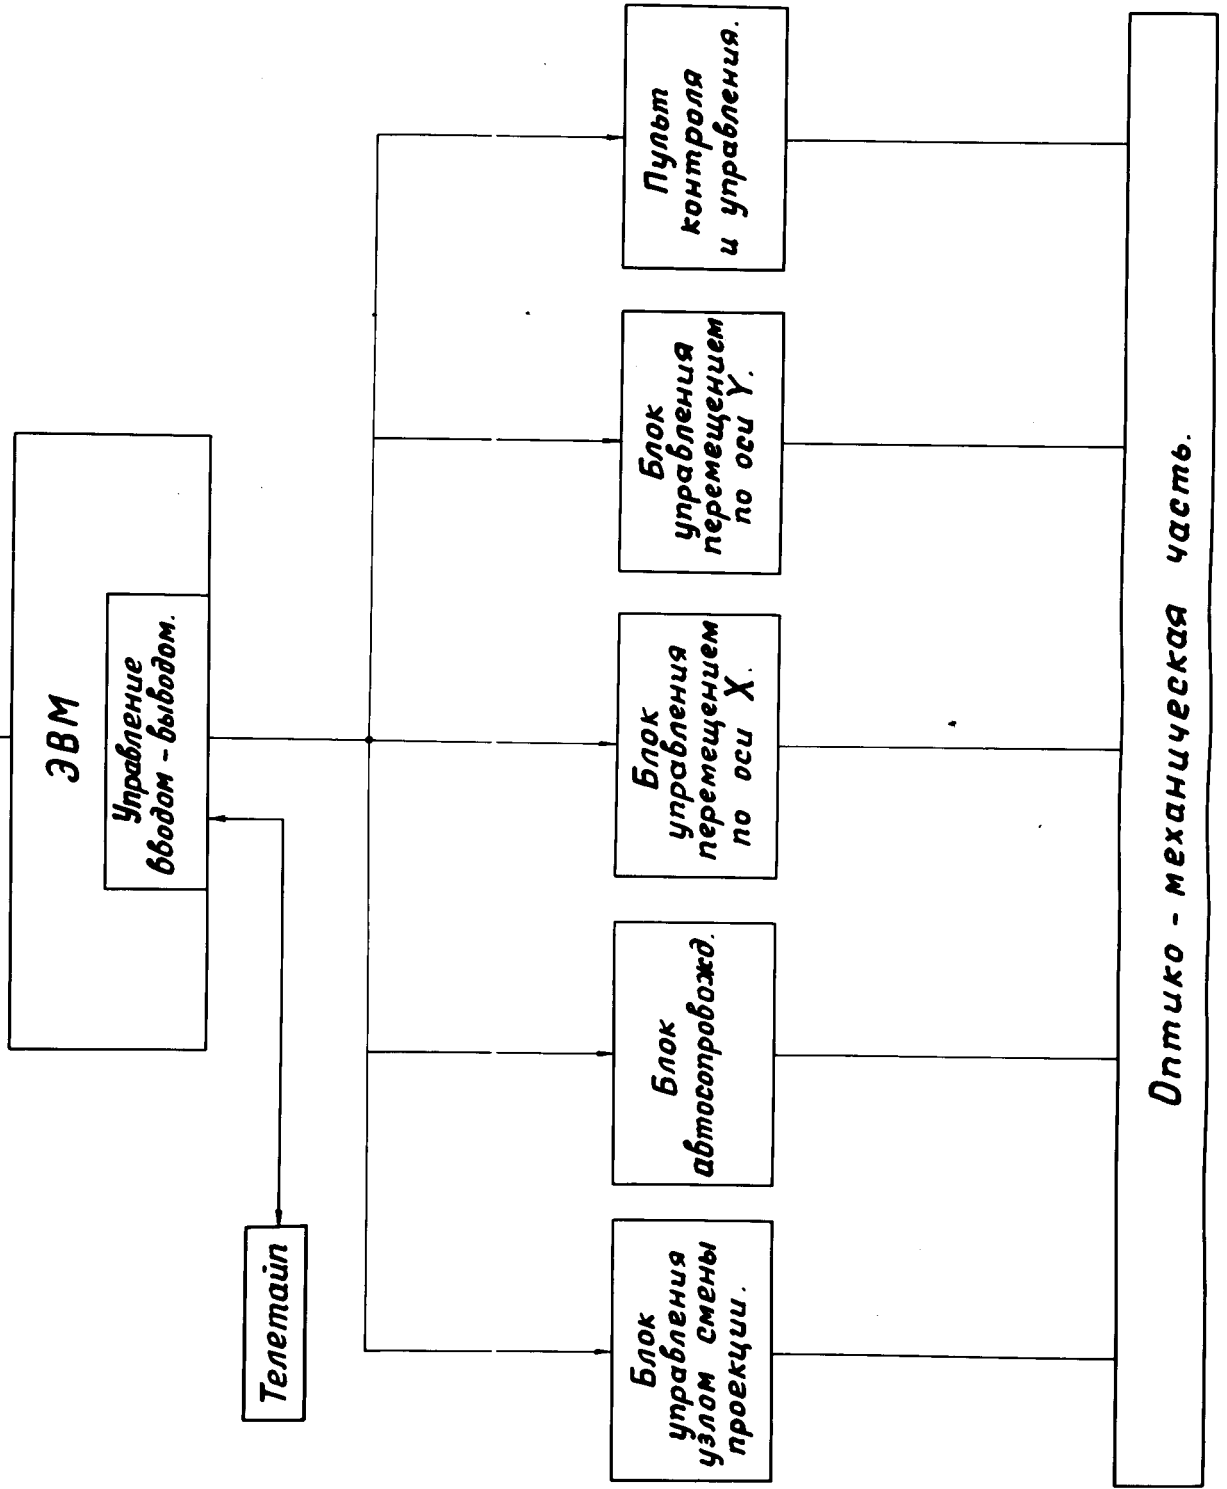 ЭВМ
Управление
вводом - выводом.
Телетайп
Блок
управления
узлом смены
проекции.
Блок
автосопровожд.
Блок
управления
перемещением
по оси X.
Блок
управления
перемещением
по оси Y.
Пульт
контроля
и управления.
Оптико - механическая часть.